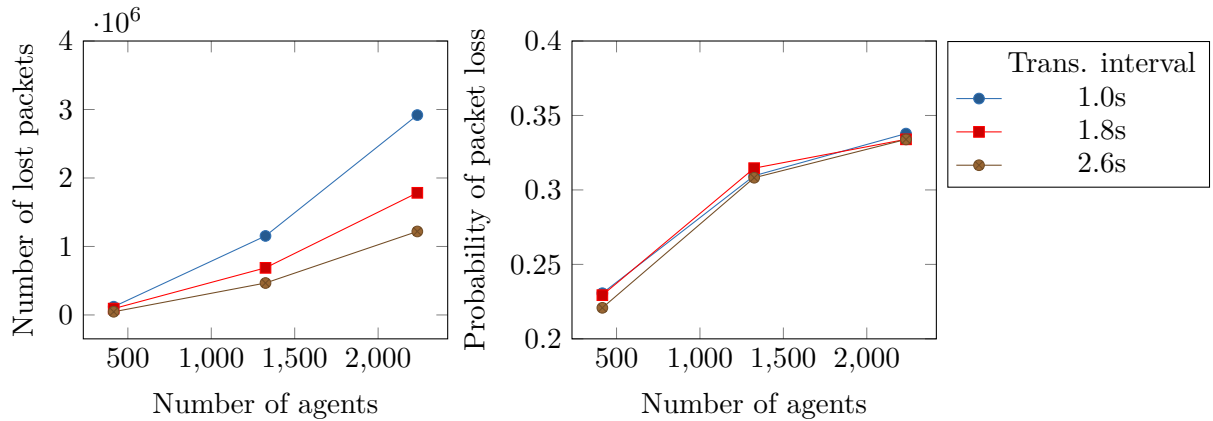 ·10⁶
Number of lost packets
4
3
2
1
0
500 1,000 1,500 2,000
Number of agents
Probability of packet loss
0.4
0.35
0.3
0.25
0.2
500 1,000 1,500 2,000
Number of agents
Trans. interval
1.0s
1.8s
2.6s